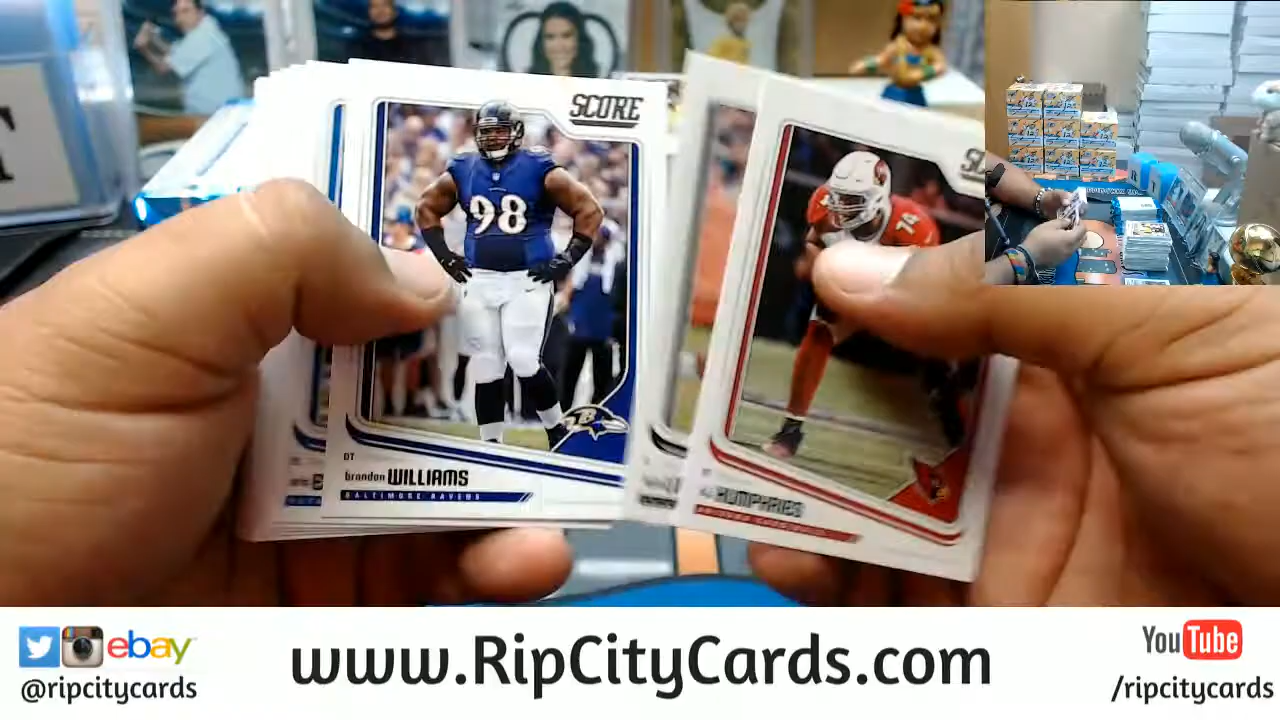 SCORE
98
DT
brandon WILLIAMS
BALTIMORE RAVENS
74
HUMPHRIES
ebay
@ripcitycards
www.RipCityCards.com
YouTube
/ripcitycards